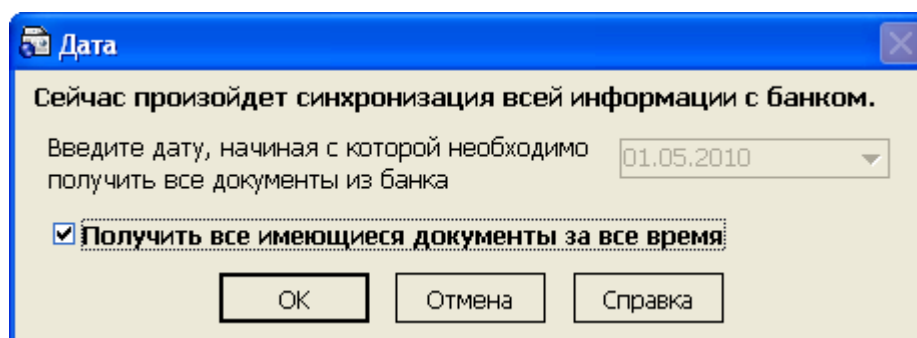 Дата
Сейчас произойдет синхронизация всей информации с банком.
Введите дату, начиная с которой необходимо
получить все документы из банка
01.05.2010
Получить все имеющиеся документы за все время
ОК
Отмена
Справка